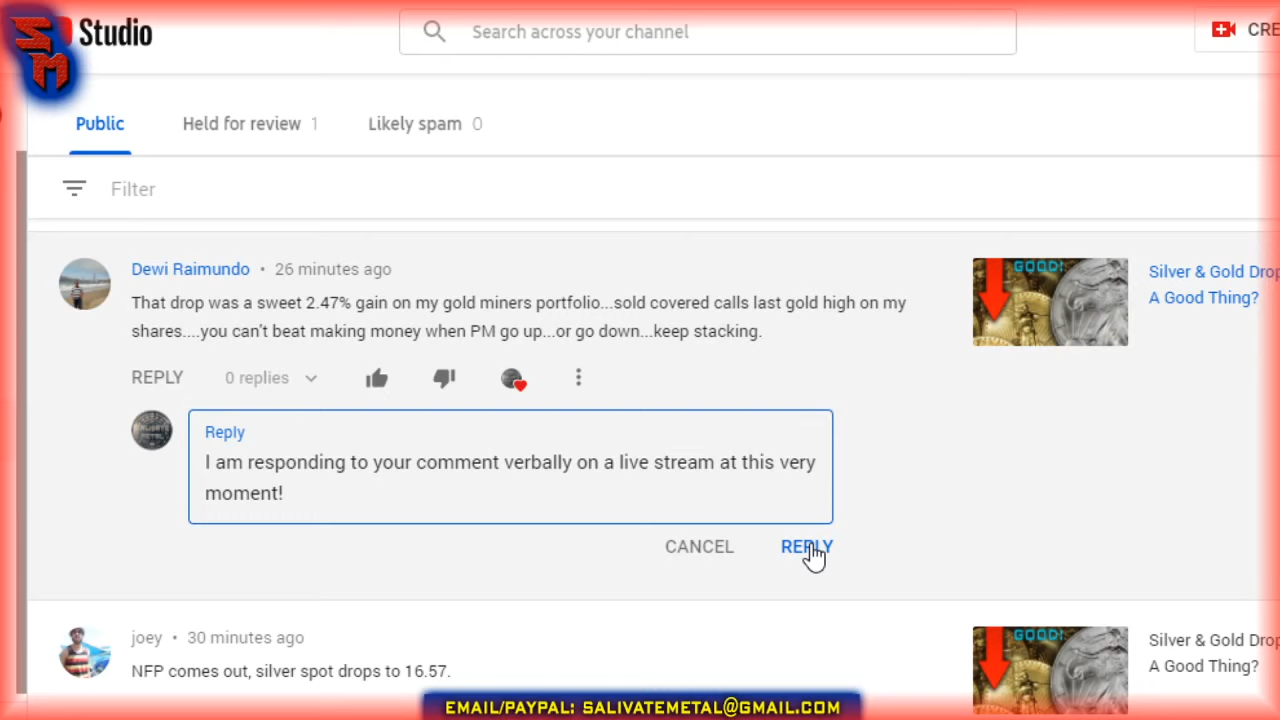 SM
Studio
Search across your channel
CRE
Public
Held for review 1
Likely spam 0
Filter
Dewi Raimundo • 26 minutes ago
That drop was a sweet 2.47% gain on my gold miners portfolio...sold covered calls last gold high on my
shares....you can't beat making money when PM go up...or go down...keep stacking.
GOOD!
Silver & Gold Drop
A Good Thing?
REPLY
0 replies
Reply
I am responding to your comment verbally on a live stream at this very
moment!
CANCEL
REPLY
joey • 30 minutes ago
NFP comes out, silver spot drops to 16.57.
GOOD!
Silver & Gold Drop
A Good Thing?
EMAIL/PAYPAL: SALIVATEMETAL@GMAIL.COM